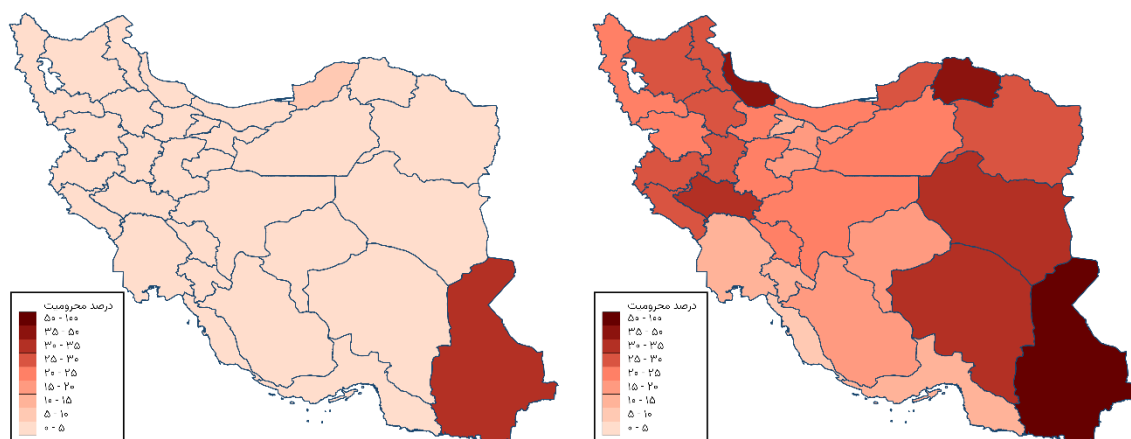 درصد محرومیت
۵۰ - ۱۰۰
۳۵ - ۵۰
۳۰ - ۳۵
۲۵ - ۳۰
۲۰ - ۲۵
۱۵ - ۲۰
۱۰ - ۱۵
۵ - ۱۰
۰ - ۵
درصد محرومیت
۵۰ - ۱۰۰
۳۵ - ۵۰
۳۰ - ۳۵
۲۵ - ۳۰
۲۰ - ۲۵
۱۵ - ۲۰
۱۰ - ۱۵
۵ - ۱۰
۰ - ۵